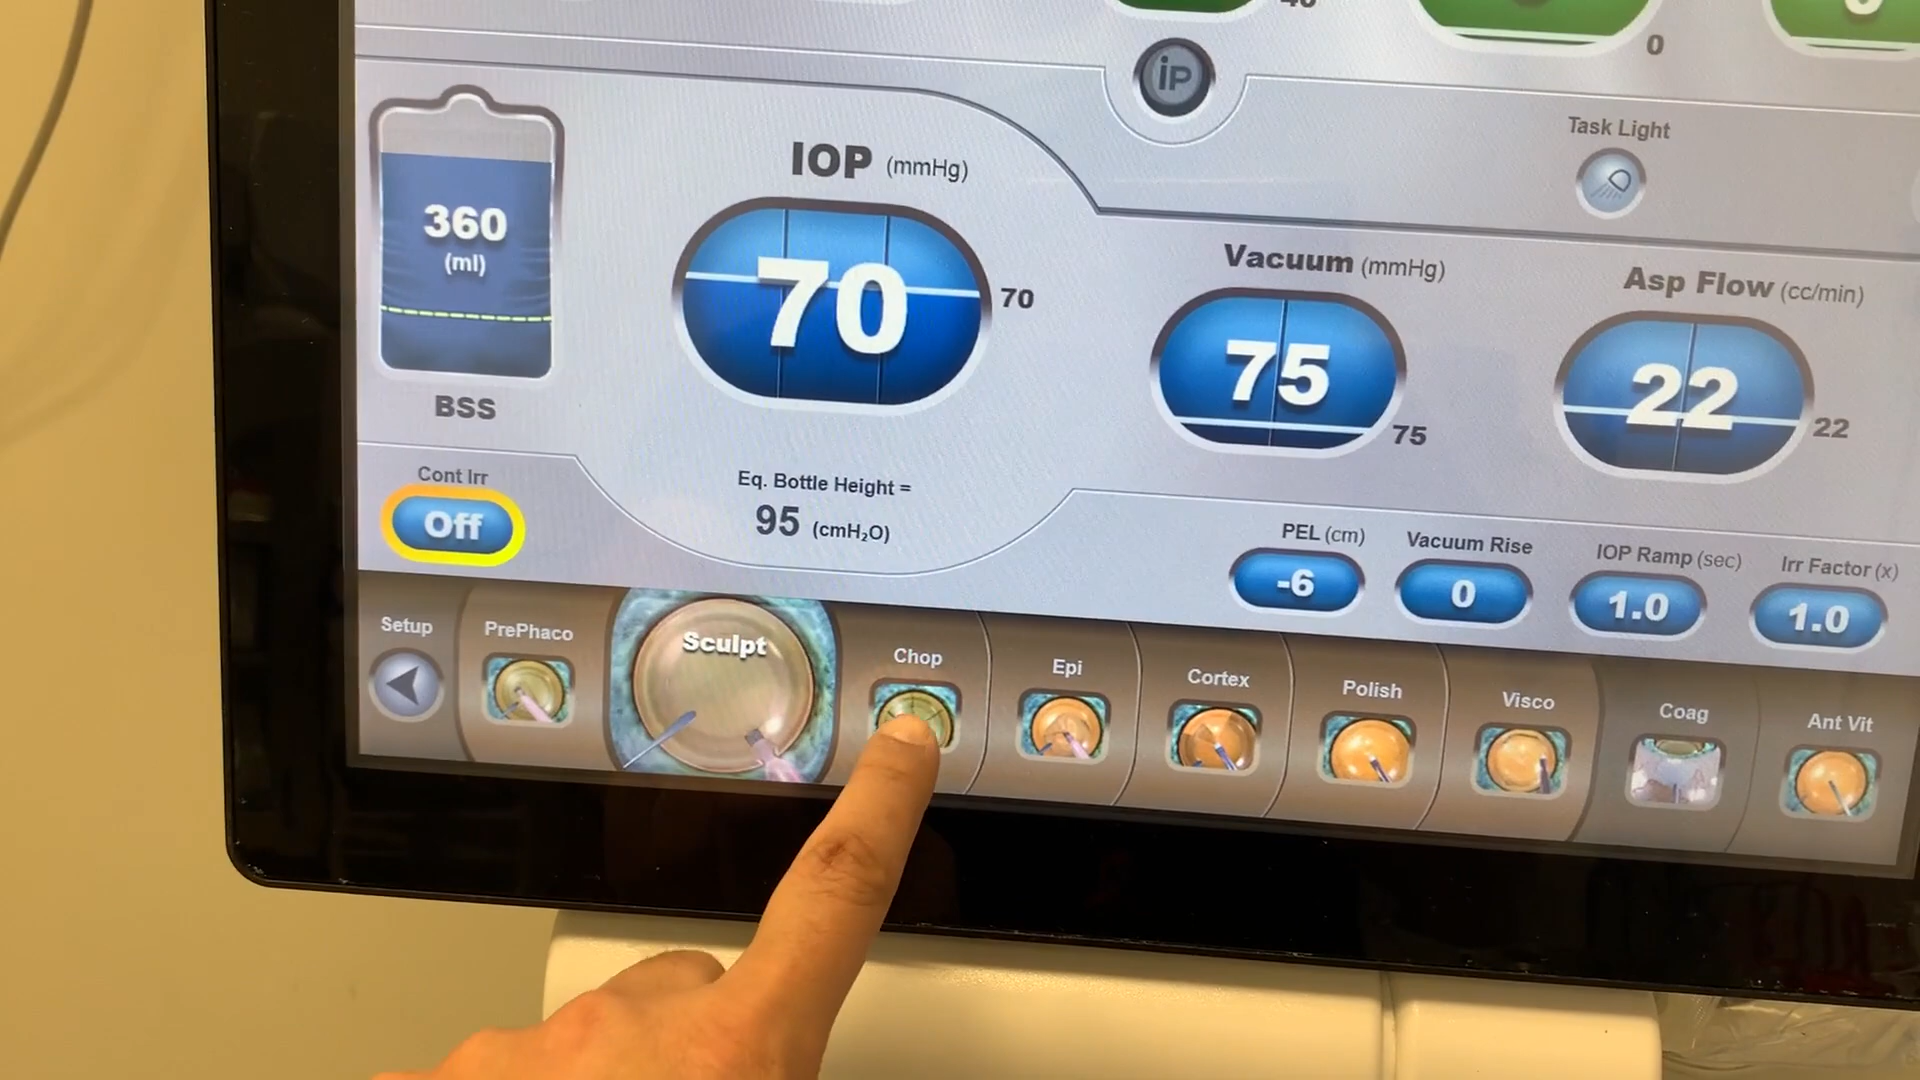 0
iP
Task Light
360
(ml)
BSS
IOP (mmHg)
70
70
Eq. Bottle Height =
95 (cmH₂O)
Vacuum (mmHg)
75
75
Asp Flow (cc/min)
22
22
Cont Irr
Off
PEL (cm)
-6
Vacuum Rise
0
IOP Ramp (sec)
1.0
Irr Factor (x)
1.0
Setup
PrePhaco
Sculpt
Chop
Epi
Cortex
Polish
Visco
Coag
Ant Vit